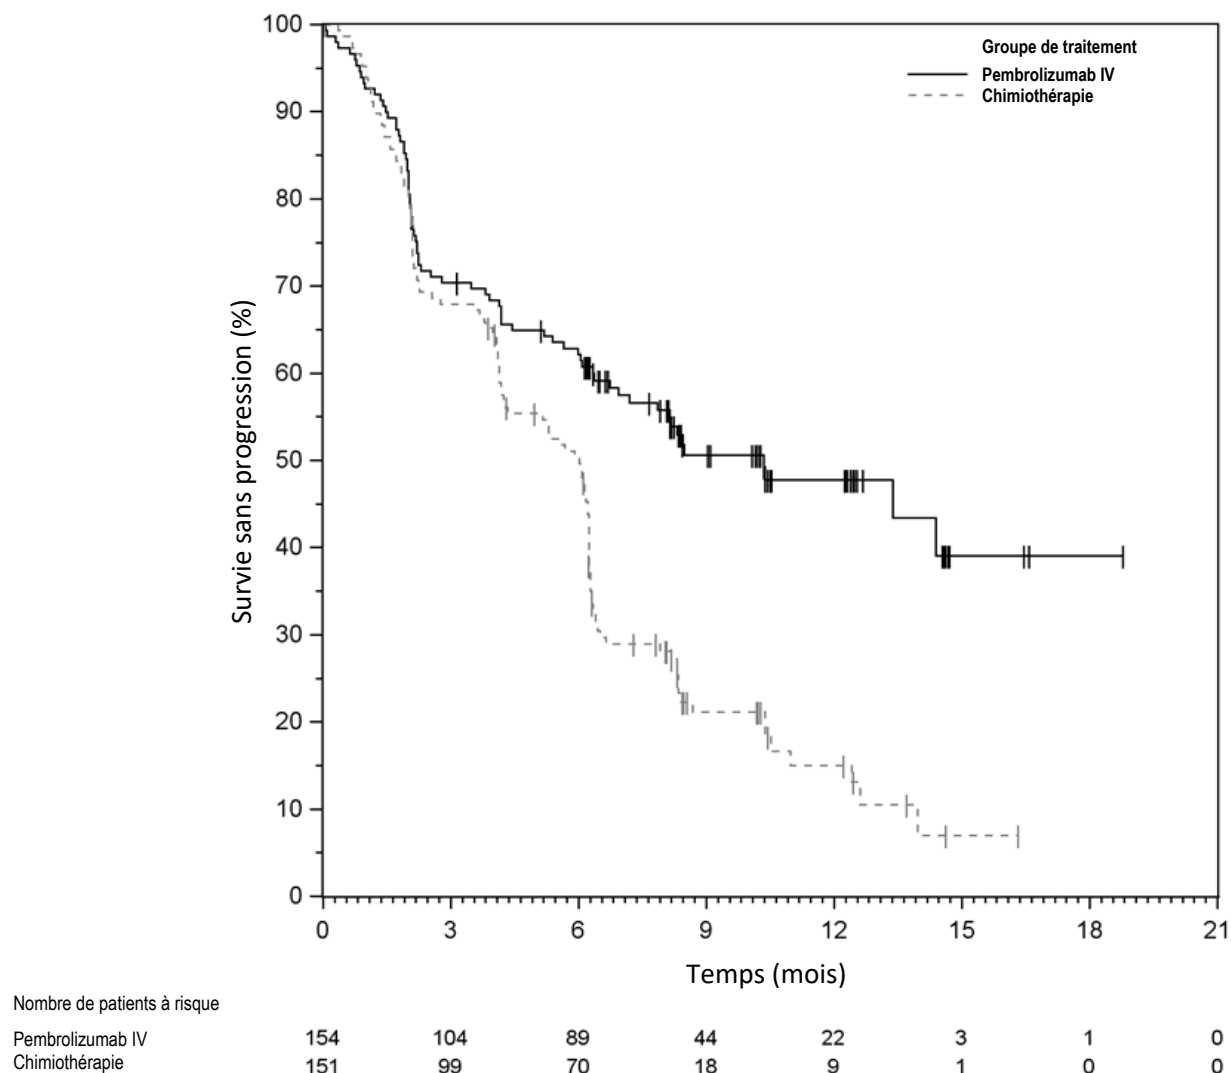 100
90
80
70
60
50
40
30
20
10
0
Survie sans progression (%)
Groupe de traitement
Pembrolizumab IV
Chimiothérapie
0 3 6 9 12 15 18 21
Temps (mois)
Nombre de patients à risque
Pembrolizumab IV 154 104 89 44 22 3 1 0
Chimiothérapie 151 99 70 18 9 1 0 0